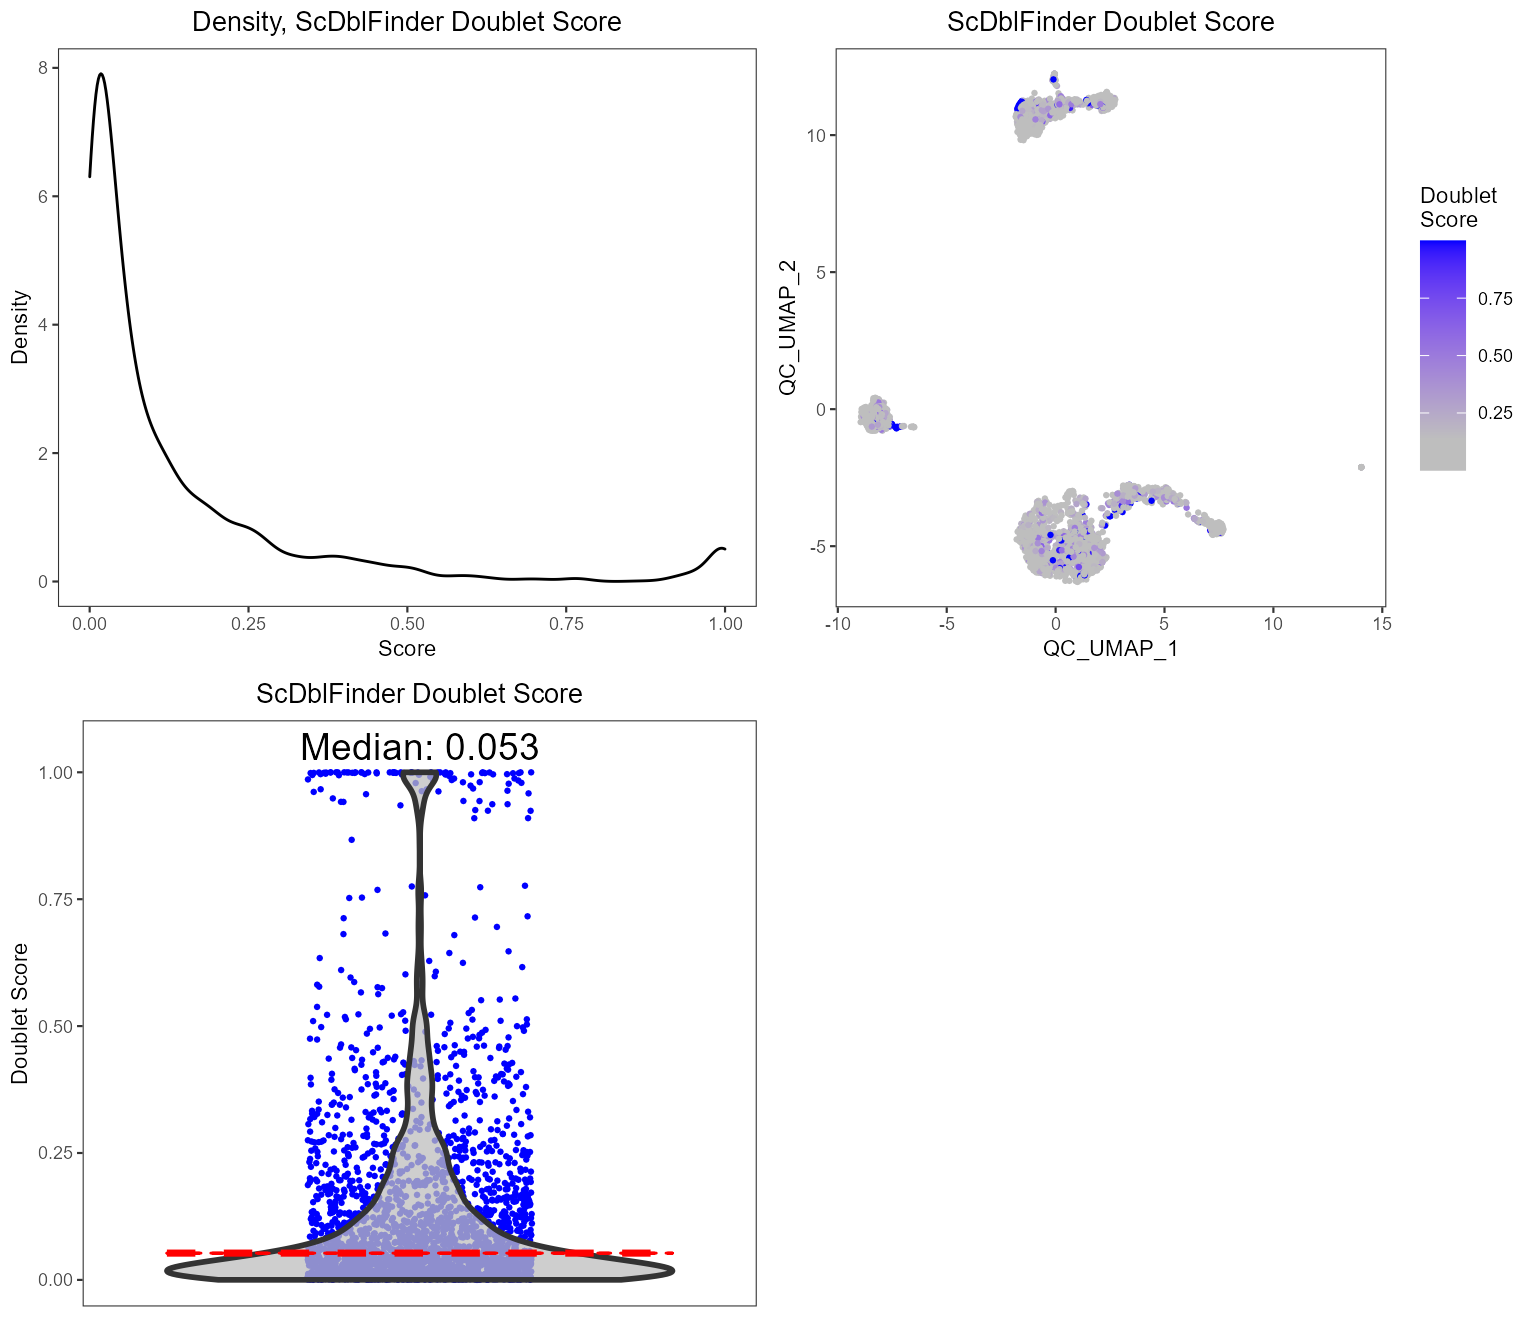 Density, ScDblFinder Doublet Score
8
6
4
2
0
Density
0.00
0.25
0.50
0.75
1.00
Score
ScDblFinder Doublet Score
10
5
0
-5
QC_UMAP_2
-10
-5
0
5
10
15
QC_UMAP_1
Doublet
Score
0.75
0.50
0.25
ScDblFinder Doublet Score
Median: 0.053
1.00
0.75
0.50
0.25
0.00
Doublet Score